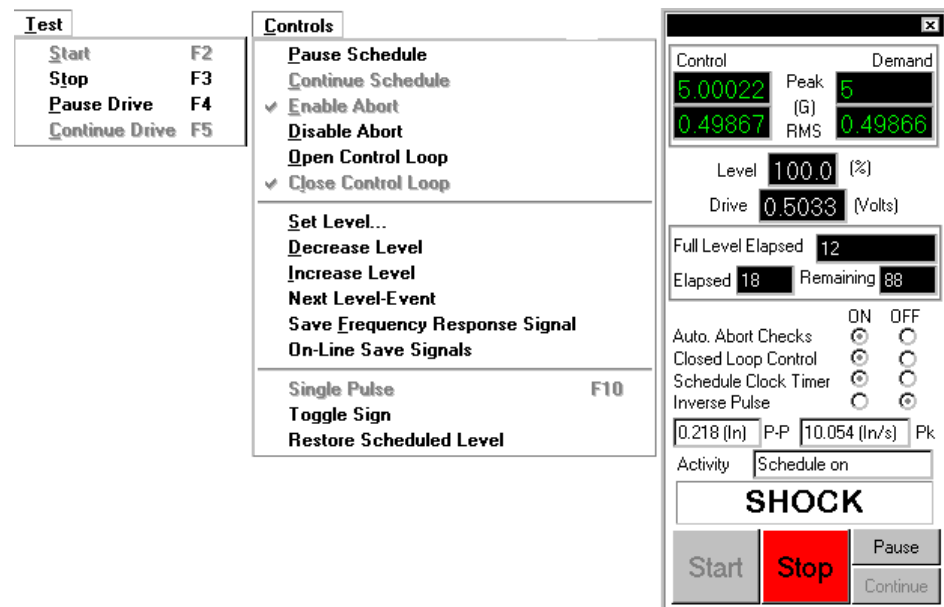 Test
Start F2
Stop F3
Pause Drive F4
Continue Drive F5
Controls
Pause Schedule
Continue Schedule
Enable Abort
Disable Abort
Open Control Loop
Close Control Loop
Set Level...
Decrease Level
Increase Level
Next Level-Event
Save Frequency Response Signal
On-Line Save Signals
Single Pulse F10
Toggle Sign
Restore Scheduled Level
Control Demand
5.00022 Peak 5
(G)
0.49867 RMS 0.49866
Level 100.0 (%)
Drive 0.5033 (Volts)
Full Level Elapsed 12
Elapsed 18 Remaining 88
ON OFF
Auto. Abort Checks
Closed Loop Control
Schedule Clock Timer
Inverse Pulse
0.218 (In) P-P 10.054 (In/s) Pk
Activity Schedule on
SHOCK
Start Stop Pause
Continue